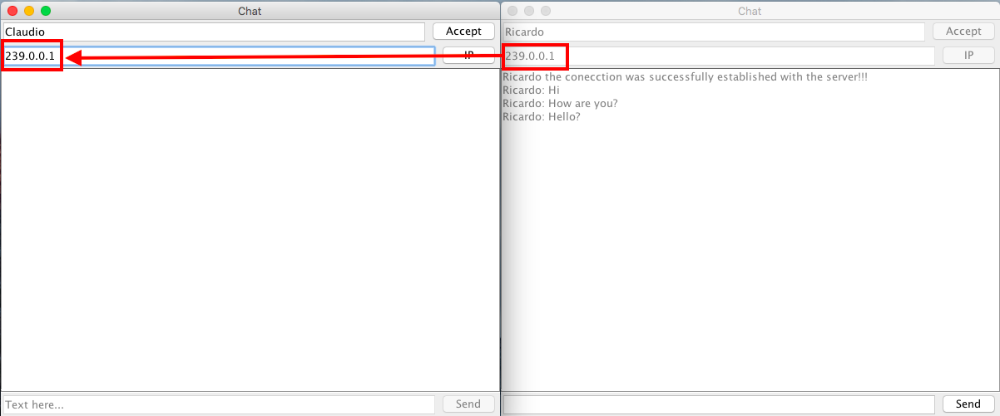 Chat
Claudio
Accept
239.0.0.1
IP
Text here...
Send
Chat
Ricardo
Accept
239.0.0.1
IP
Ricardo the conecction was successfully established with the server!!!
Ricardo: Hi
Ricardo: How are you?
Ricardo: Hello?
Send